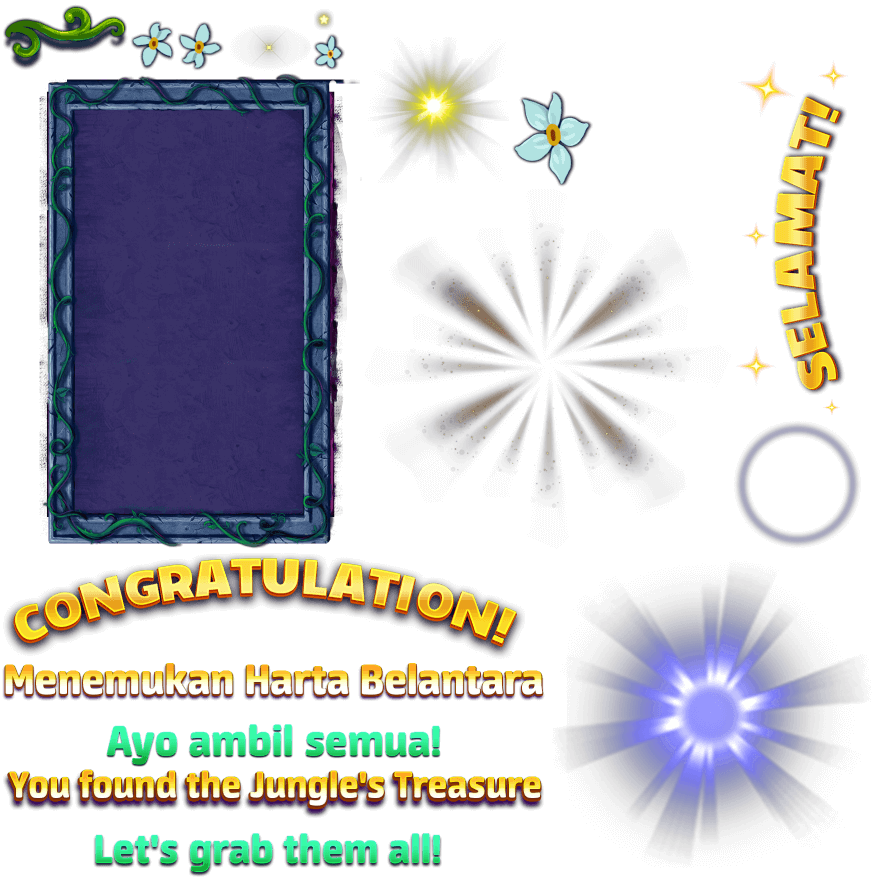 SELAMAT!
CONGRATULATION!
Menemukan Harta Belantara
Ayo ambil semua!
You found the Jungle's Treasure
Let's grab them all!